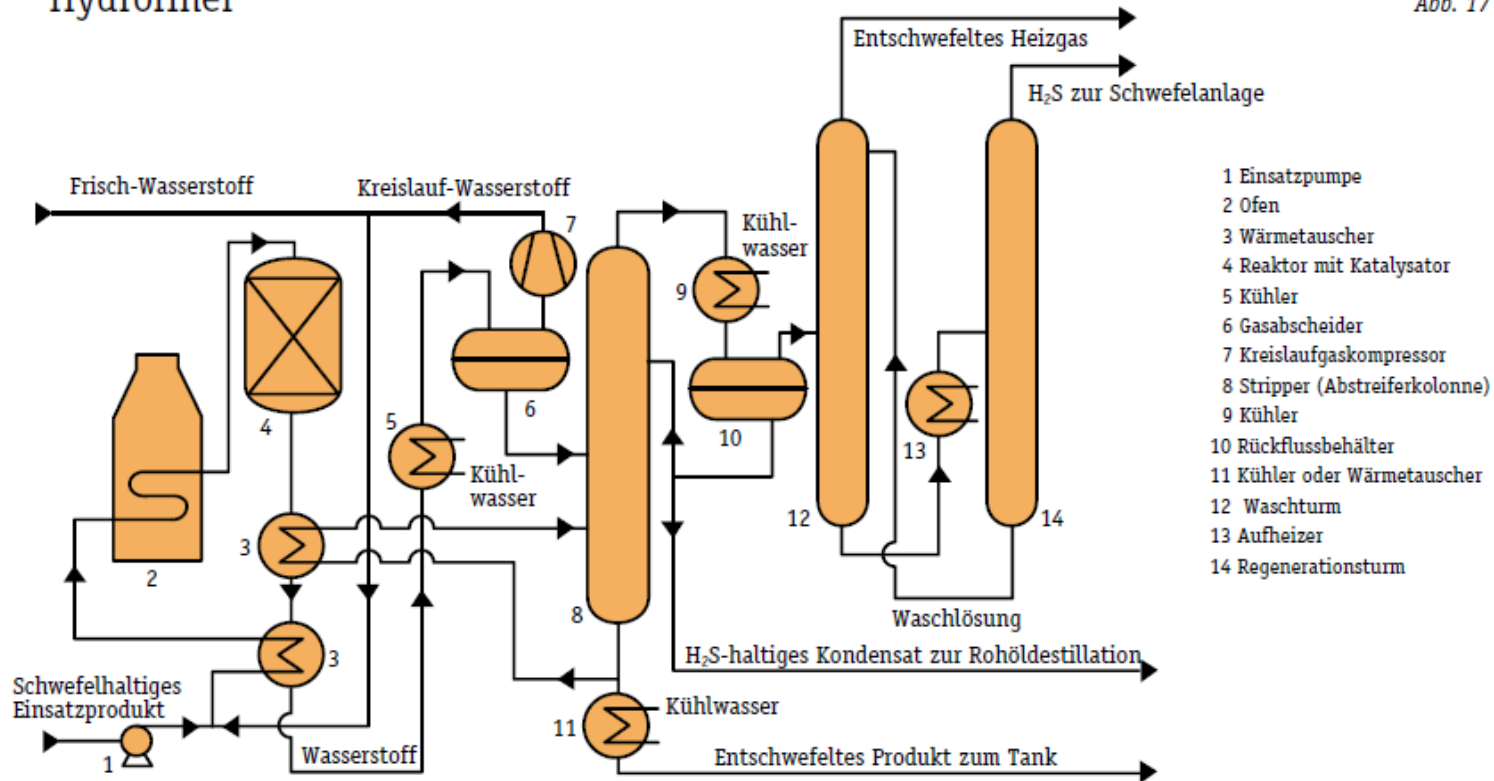 Hydrofiner
Abb. 17
Entschwefeltes Heizgas
H₂S zur Schwefelanlage
Frisch-Wasserstoff
Kreislauf-Wasserstoff
7
Kühl-
wasser
9
4
6
5
Kühl-
wasser
10
13
12
14
3
2
8
Waschlösung
3
H₂S-haltiges Kondensat zur Rohöldestillation
Schwefelhaltiges
Einsatzprodukt
1
Wasserstoff
11
Kühlwasser
Entschwefeltes Produkt zum Tank
1 Einsatzpumpe
2 Ofen
3 Wärmetauscher
4 Reaktor mit Katalysator
5 Kühler
6 Gasabscheider
7 Kreislaufgaskompressor
8 Stripper (Abstreiferkolonne)
9 Kühler
10 Rückflussbehälter
11 Kühler oder Wärmetauscher
12 Waschturm
13 Aufheizer
14 Regenerationsturm